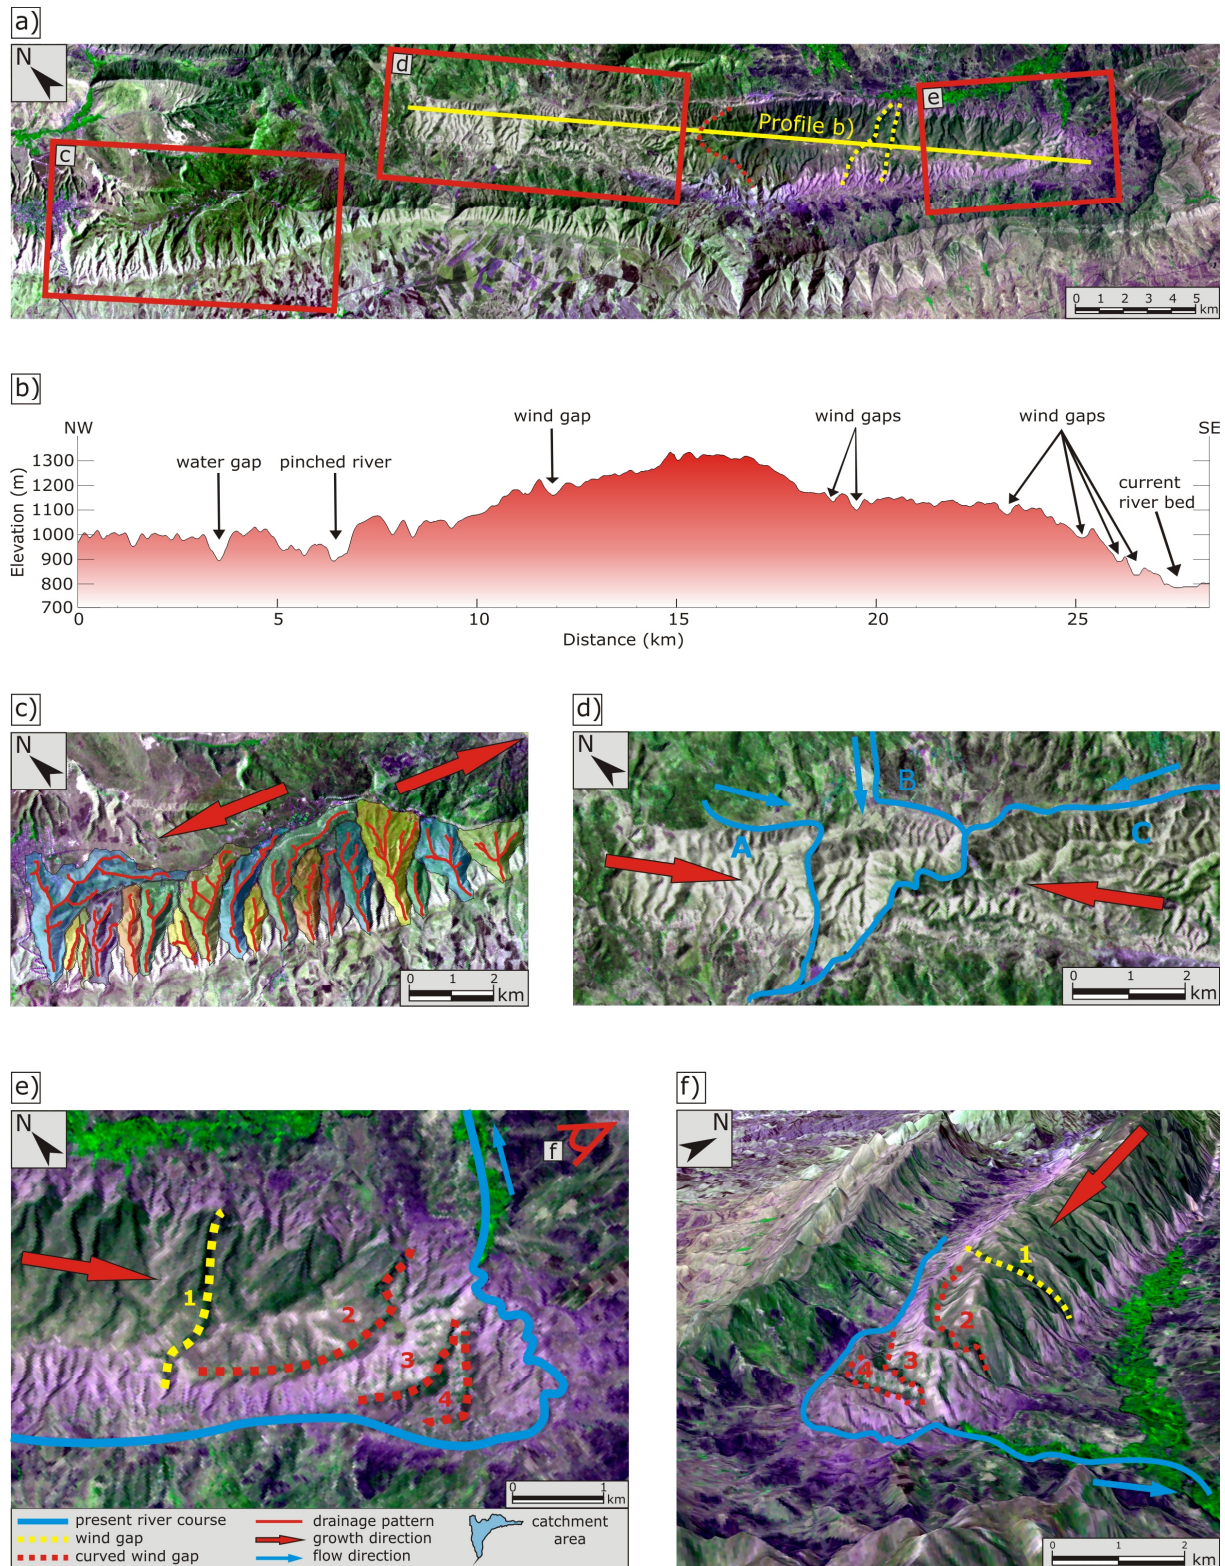 a)
N
d
e
Profile b)
c
0 1 2 3 4 5
km
b)
NW
SE
wind gap
wind gaps
wind gaps
water gap
pinched river
current
river bed
Elevation (m)
1300
1200
1100
1000
900
800
700
0 5 10 15 20 25
Distance (km)
c)
N
0 1 2
km
d)
N
A
B
C
0 1 2
km
e)
N
f
1
2
3
4
0 1
km
present river course
wind gap
curved wind gap
drainage pattern
growth direction
flow direction
catchment
area
f)
N
1
2
3
4
0 1 2
km